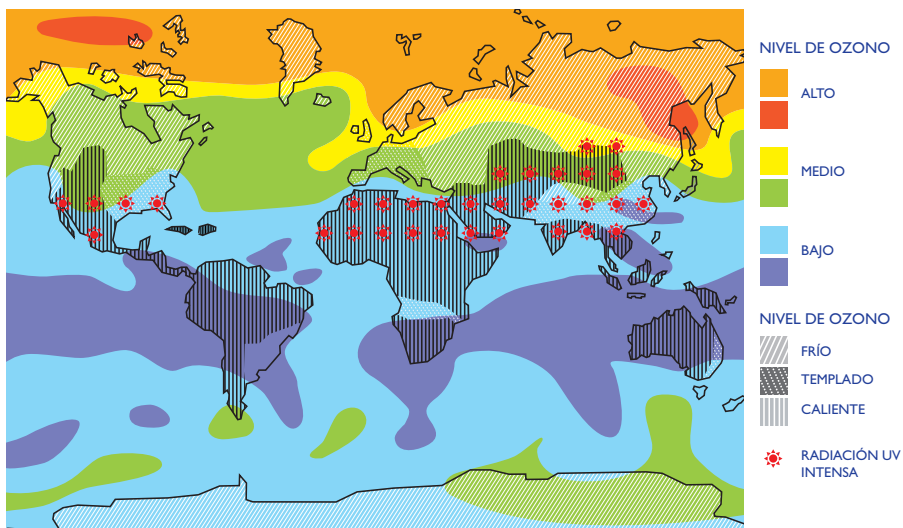 NIVEL DE OZONO
ALTO
MEDIO
BAJO
NIVEL DE OZONO
FRÍO
TEMPLADO
CALIENTE
RADIACIÓN UV
INTENSA